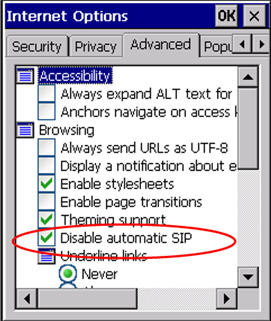 Internet Options OK ×
Security Privacy Advanced Popu
Accessibility
Always expand ALT text for
Anchors navigate on access
Browsing
Always send URLs as UTF-8
Display a notification about e
Enable stylesheets
Enable page transitions
Theming support
Disable automatic SIP
Underline links
Never